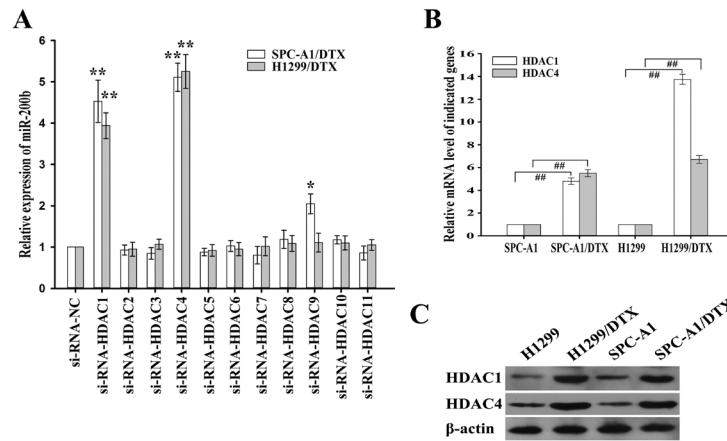 A
Relative expression of miR-200b
6
5
4
3
2
1
0
SPC-A1/DTX
H1299/DTX
**
**
**
**
*
si-RNA-NC
si-RNA-HDAC1
si-RNA-HDAC2
si-RNA-HDAC3
si-RNA-HDAC4
si-RNA-HDAC5
si-RNA-HDAC6
si-RNA-HDAC7
si-RNA-HDAC8
si-RNA-HDAC9
si-RNA-HDAC10
si-RNA-HDAC11
B
Relative mRNA level of indicated genes
16
14
12
10
8
6
4
2
0
HDAC1
HDAC4
##
##
##
##
SPC-A1
SPC-A1/DTX
H1299
H1299/DTX
C
H1299
H1299/DTX
SPC-A1
SPC-A1/DTX
HDAC1
HDAC4
β-actin